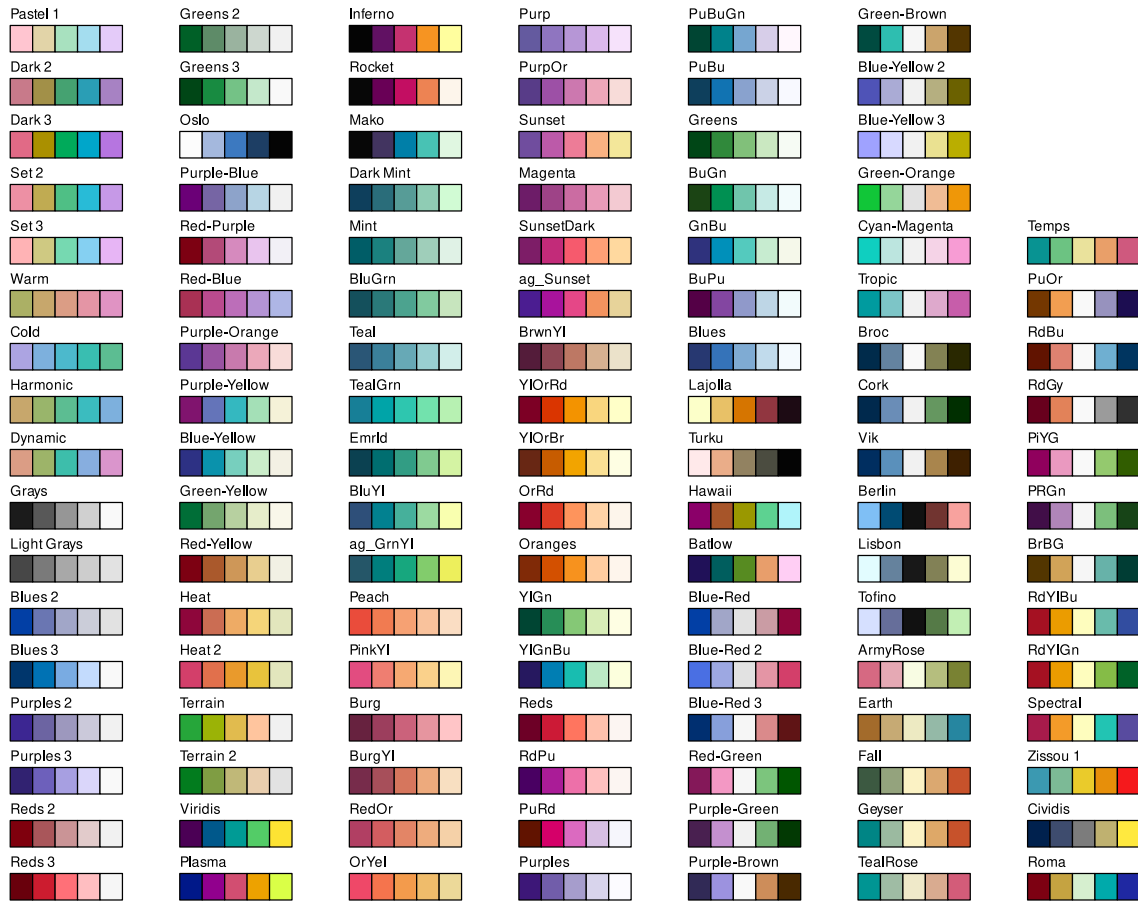 Pastel 1
Dark 2
Dark 3
Set 2
Set 3
Warm
Cold
Harmonic
Dynamic
Grays
Light Grays
Blues 2
Blues 3
Purples 2
Purples 3
Reds 2
Reds 3
Greens 2
Greens 3
Oslo
Purple-Blue
Red-Purple
Red-Blue
Purple-Orange
Purple-Yellow
Blue-Yellow
Green-Yellow
Red-Yellow
Heat
Heat 2
Terrain
Terrain 2
Viridis
Plasma
Inferno
Rocket
Mako
Dark Mint
Mint
BluGrn
Teal
TealGrn
Emrld
BluYl
ag_GrnYl
Peach
PinkYl
Burg
BurgYl
RedOr
OrYel
Purp
PurpOr
Sunset
Magenta
SunsetDark
ag_Sunset
BrwnYl
YlOrRd
YlOrBr
OrRd
Oranges
YlGn
YlGnBu
Reds
RdPu
PuRd
Purples
PuBuGn
PuBu
Greens
BuGn
GnBu
BuPu
Blues
Lajolla
Turku
Hawaii
Batlow
Blue-Red
Blue-Red 2
Blue-Red 3
Red-Green
Purple-Green
Purple-Brown
Green-Brown
Blue-Yellow 2
Blue-Yellow 3
Green-Orange
Cyan-Magenta
Tropic
Broc
Cork
Vik
Berlin
Lisbon
Tofino
ArmyRose
Earth
Fall
Geyser
TealRose
Temps
PuOr
RdBu
RdGy
PiYG
PRGn
BrBG
RdYlBu
RdYlGn
Spectral
Zissou 1
Cividis
Roma